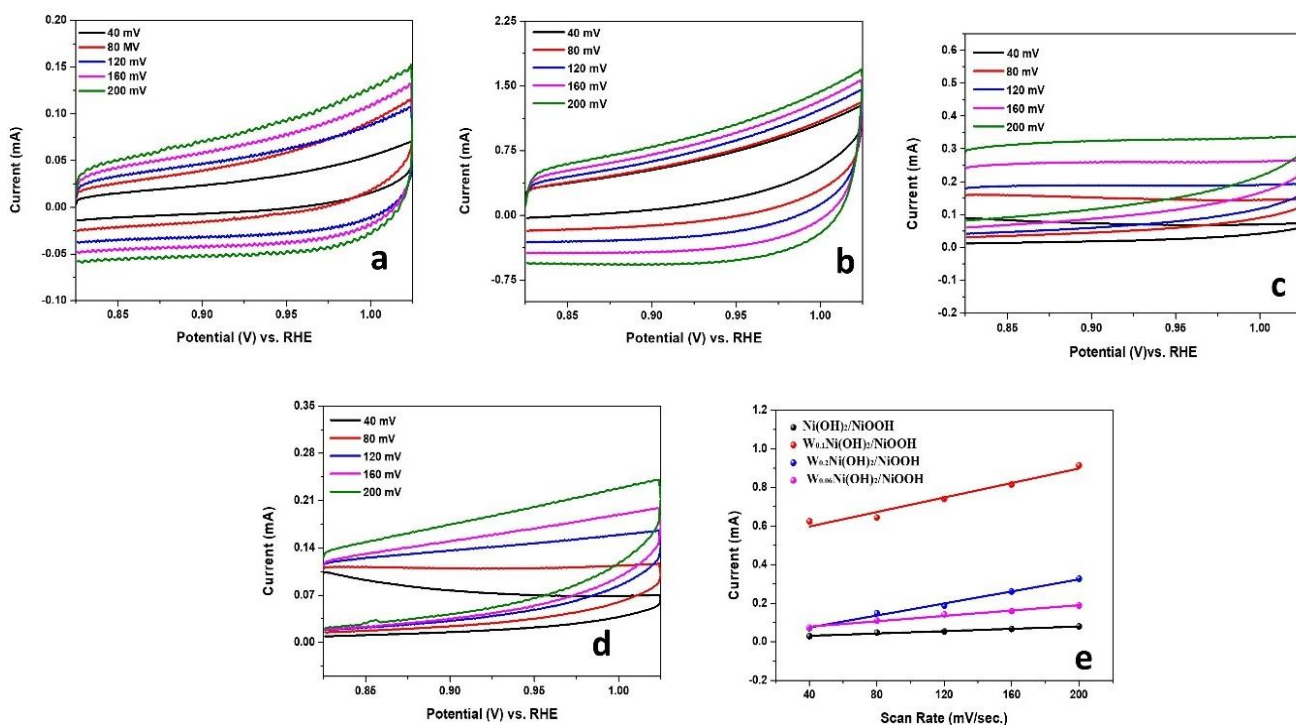 0.20
0.15
0.10
0.05
0.00
-0.05
-0.10
Current (mA)
40 mV
80 MV
120 mV
160 mV
200 mV
a
0.85
0.90
0.95
1.00
Potential (V) vs. RHE
2.25
1.50
0.75
0.00
-0.75
Current (mA)
40 mV
80 mV
120 mV
160 mV
200 mV
b
0.85
0.90
0.95
1.00
Potential (V) vs. RHE
0.6
0.5
0.4
0.3
0.2
0.1
0.0
-0.1
-0.2
Current (mA)
40 mV
80 mV
120 mV
160 mV
200 mV
c
0.85
0.90
0.95
1.00
Potential (V)vs. RHE
0.35
0.28
0.21
0.14
0.07
0.00
Current (mA)
40 mV
80 mV
120 mV
160 mV
200 mV
d
0.85
0.90
0.95
1.00
Potential (V) vs. RHE
1.2
1.0
0.8
0.6
0.4
0.2
0.0
-0.2
Current (mA)
Ni(OH)₂/NiOOH
W₀.₁Ni(OH)₂/NiOOH
W₀.₂Ni(OH)₂/NiOOH
W₀.₀₆Ni(OH)₂/NiOOH
e
40
80
120
160
200
Scan Rate (mV/sec.)